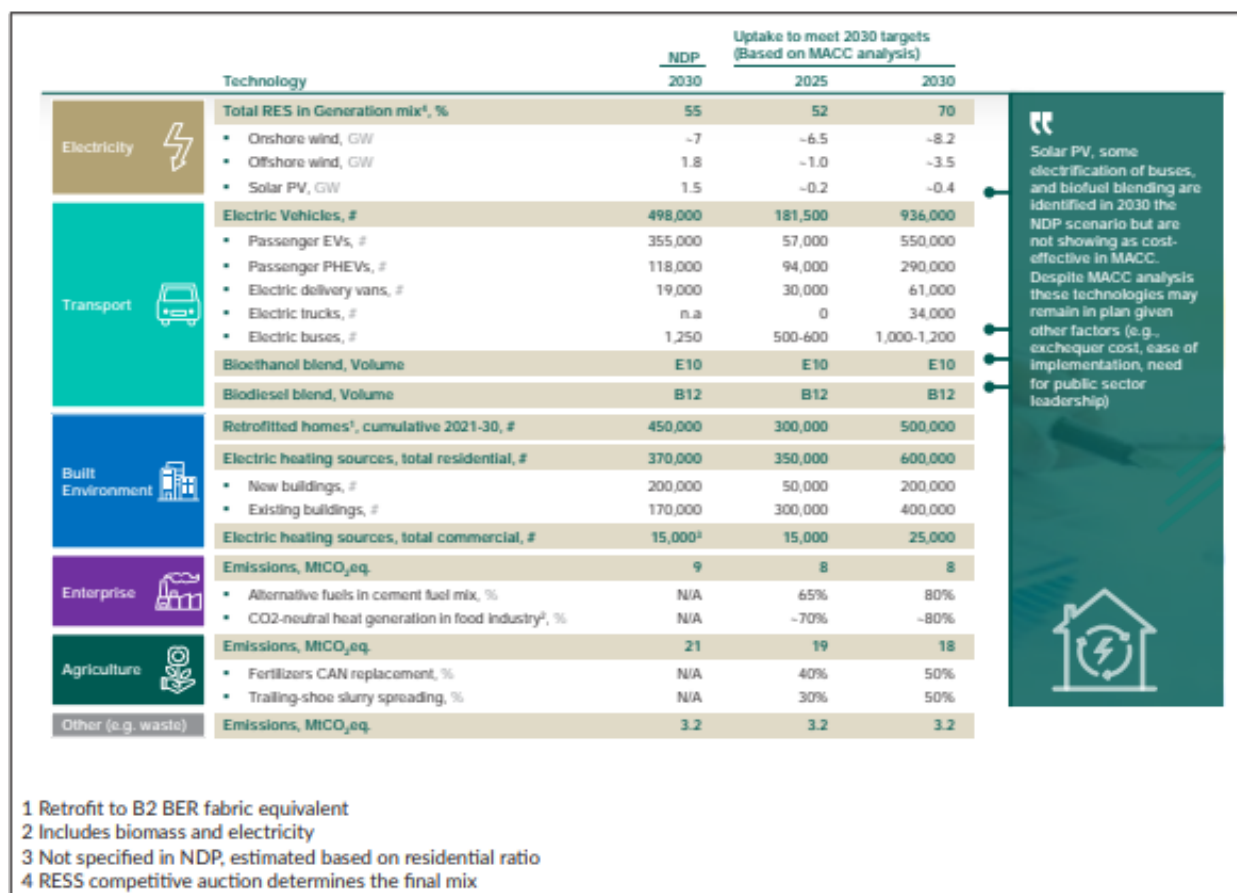 Uptake to meet 2030 targets
NDP (Based on MACC analysis)
Technology 2030 2025 2030
Electricity
Total RES in Generation mix⁴, % 55 52 70
▪ Onshore wind, GW ~7 ~6.5 ~8.2
▪ Offshore wind, GW 1.8 ~1.0 ~3.5
▪ Solar PV, GW 1.5 ~0.2 ~0.4
Transport
Electric Vehicles, # 498,000 181,500 936,000
▪ Passenger EVs, # 355,000 57,000 550,000
▪ Passenger PHEVs, # 118,000 94,000 290,000
▪ Electric delivery vans, # 19,000 30,000 61,000
▪ Electric trucks, # n.a 0 34,000
▪ Electric buses, # 1,250 500-600 1,000-1,200
Bioethanol blend, Volume E10 E10 E10
Biodiesel blend, Volume B12 B12 B12
Built
Environment
Retrofitted homes¹, cumulative 2021-30, # 450,000 300,000 500,000
Electric heating sources, total residential, # 370,000 350,000 600,000
▪ New buildings, # 200,000 50,000 200,000
▪ Existing buildings, # 170,000 300,000 400,000
Electric heating sources, total commercial, # 15,000³ 15,000 25,000
Enterprise
Emissions, MtCO₂eq. 9 8 8
▪ Alternative fuels in cement fuel mix, % N/A 65% 80%
▪ CO2-neutral heat generation in food industry², % N/A ~70% ~80%
Agriculture
Emissions, MtCO₂eq. 21 19 18
▪ Fertilizers CAN replacement, % N/A 40% 50%
▪ Trailing-shoe slurry spreading, % N/A 30% 50%
Other (e.g. waste) Emissions, MtCO₂eq. 3.2 3.2 3.2
Solar PV, some
electrification of buses,
and biofuel blending are
identified in 2030 the
NDP scenario but are
not showing as cost-
effective in MACC.
Despite MACC analysis
these technologies may
remain in plan given
other factors (e.g.,
exchequer cost, ease of
implementation, need
for public sector
leadership)
1 Retrofit to B2 BER fabric equivalent
2 Includes biomass and electricity
3 Not specified in NDP, estimated based on residential ratio
4 RESS competitive auction determines the final mix